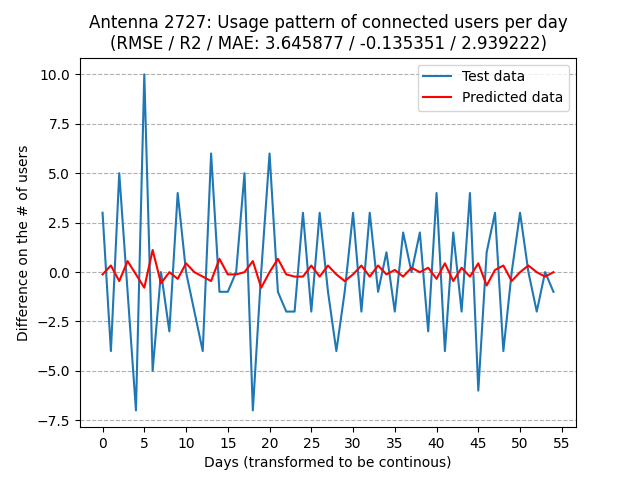 Antenna 2727: Usage pattern of connected users per day
(RMSE / R2 / MAE: 3.645877 / -0.135351 / 2.939222)
Test data
Predicted data
10.0
7.5
5.0
2.5
0.0
−2.5
−5.0
−7.5
Difference on the # of users
0 5 10 15 20 25 30 35 40 45 50 55
Days (transformed to be continous)